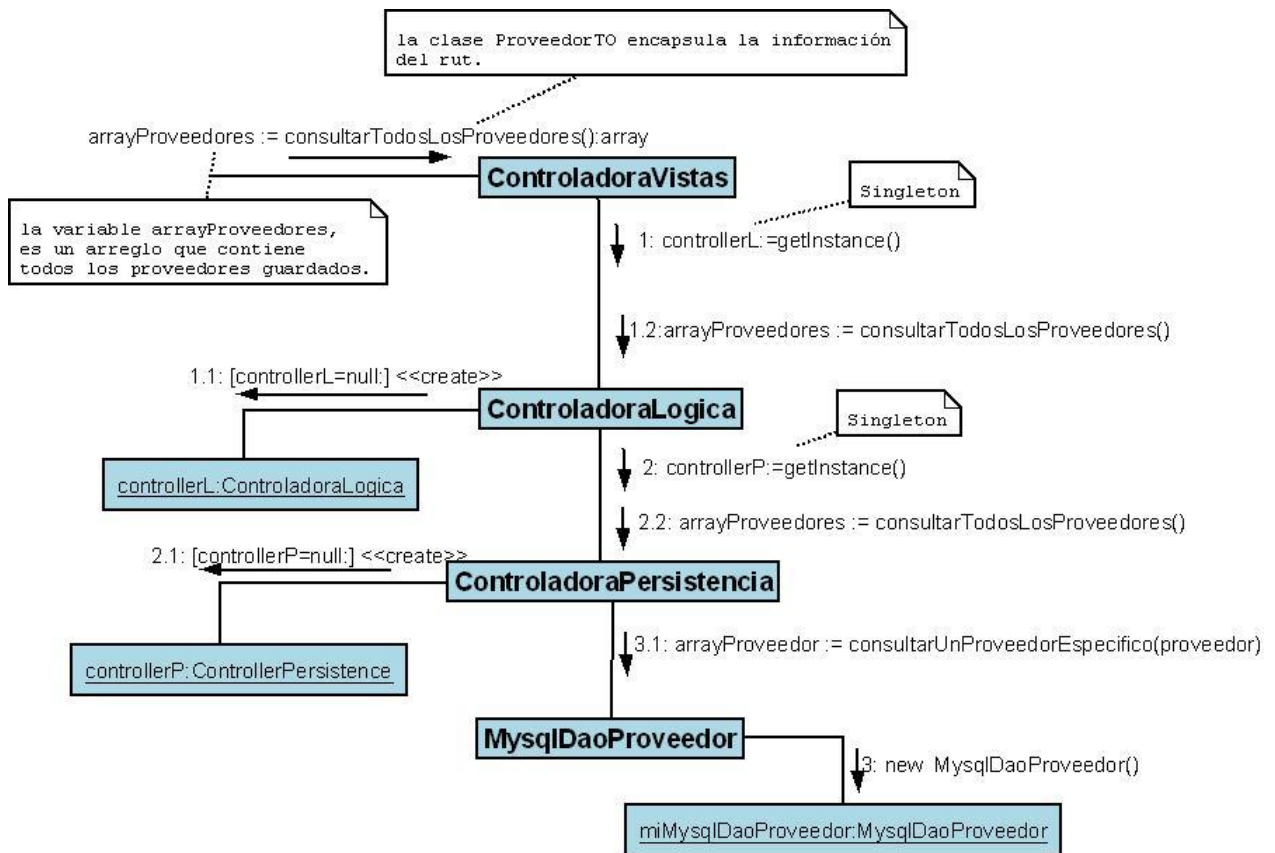 la clase ProveedorTO encapsula la información
del rut.
arrayProveedores := consultarTodosLosProveedores():array
ControladoraVistas
Singleton
la variable arrayProveedores,
es un arreglo que contiene
todos los proveedores guardados.
1: controllerL:=getInstance()
1.2:arrayProveedores := consultarTodosLosProveedores()
1.1: [controllerL=null:] <<create>>
ControladoraLogica
Singleton
2: controllerP:=getInstance()
controllerL:ControladoraLogica
2.2: arrayProveedores := consultarTodosLosProveedores()
2.1: [controllerP=null:] <<create>>
ControladoraPersistencia
3.1: arrayProveedor := consultarUnProveedorEspecifico(proveedor)
controllerP:ControllerPersistence
MysqlDaoProveedor
3: new MysqlDaoProveedor()
miMysqlDaoProveedor:MysqlDaoProveedor